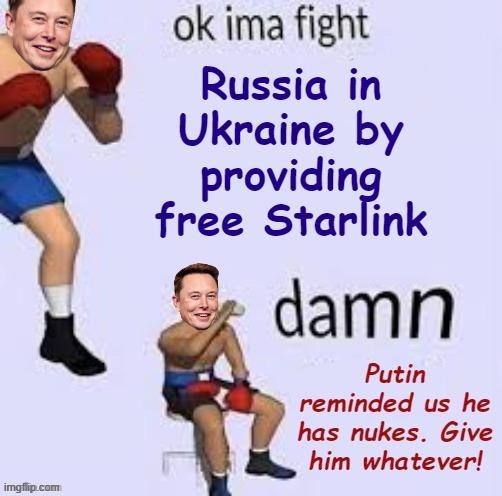 ok ima fight
Russia in
Ukraine by
providing
free Starlink
damn
Putin
reminded us he
has nukes. Give
him whatever!
imgflip.com